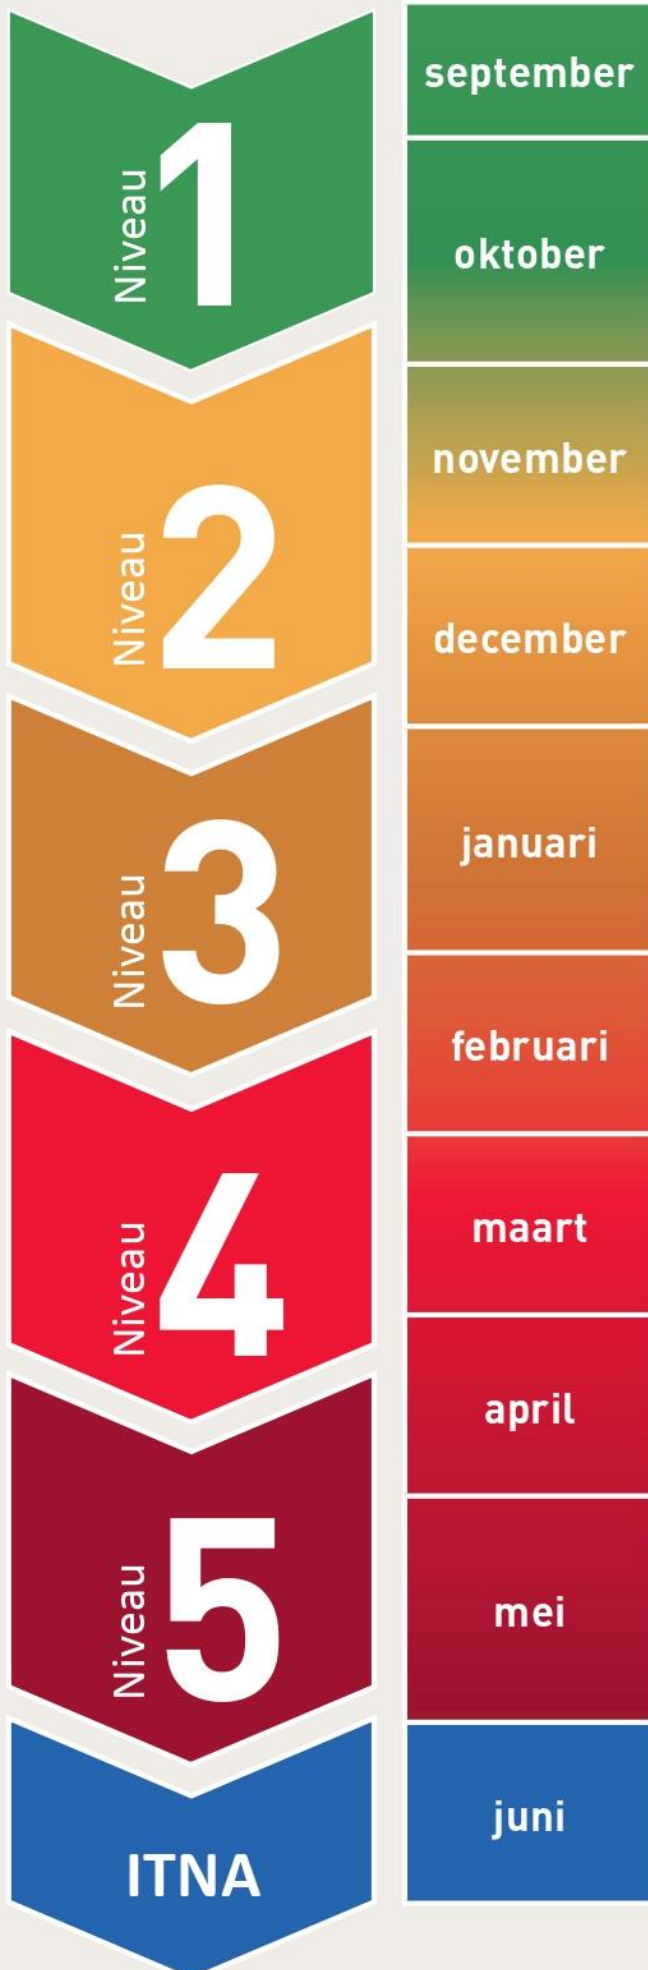 Niveau 1
Niveau 2
Niveau 3
Niveau 4
Niveau 5
ITNA
september
oktober
november
december
januari
februari
maart
april
mei
juni